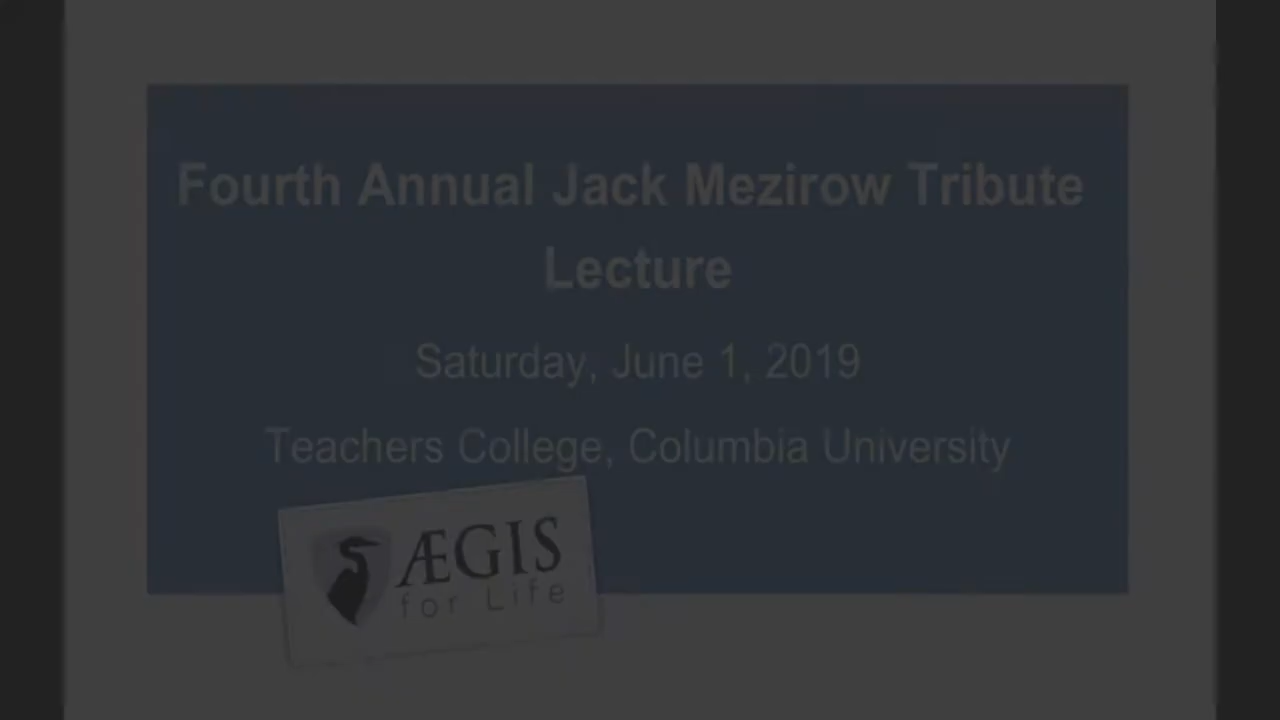 Fourth Annual Jack Mezirow Tribute
Lecture
Saturday, June 1, 2019
Teachers College, Columbia University
ÆGIS
for Life